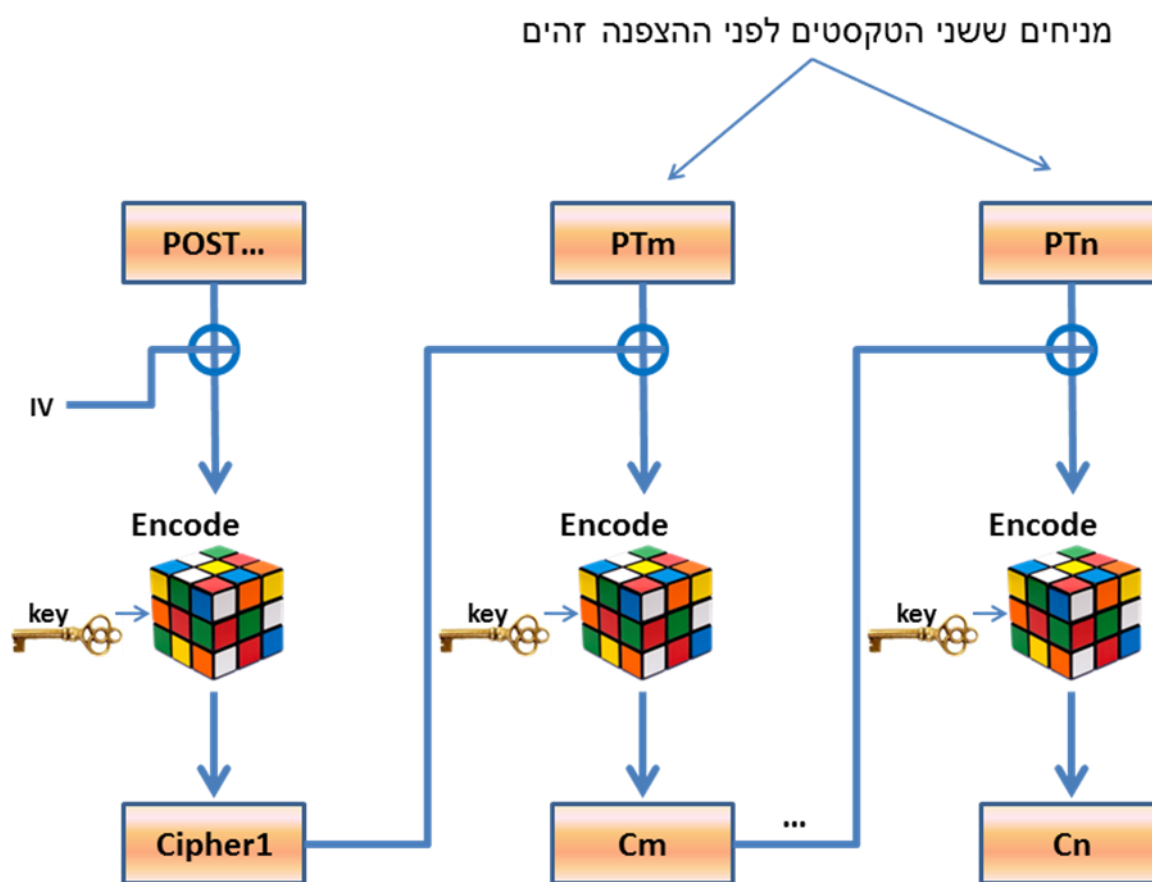 מניחים ששני הטקסטים לפני ההצפנה זהים
POST...
PTm
PTn
IV
Encode
Encode
Encode
key
key
key
Cipher1
Cm
...
Cn